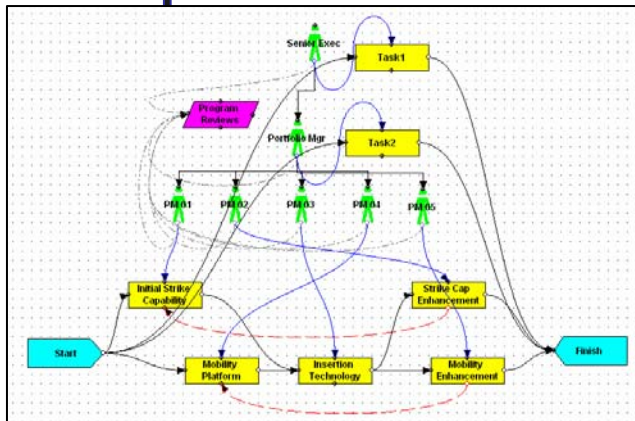 Senior Exec
Task1
Program
Reviews
Portfolio Mgr
Task2
PM 01
PM 02
PM 03
PM 04
PM 05
Initial Strike
Capability
Strike Cap
Enhancement
Start
Finish
Mobility
Platform
Insertion
Technology
Mobility
Enhancement